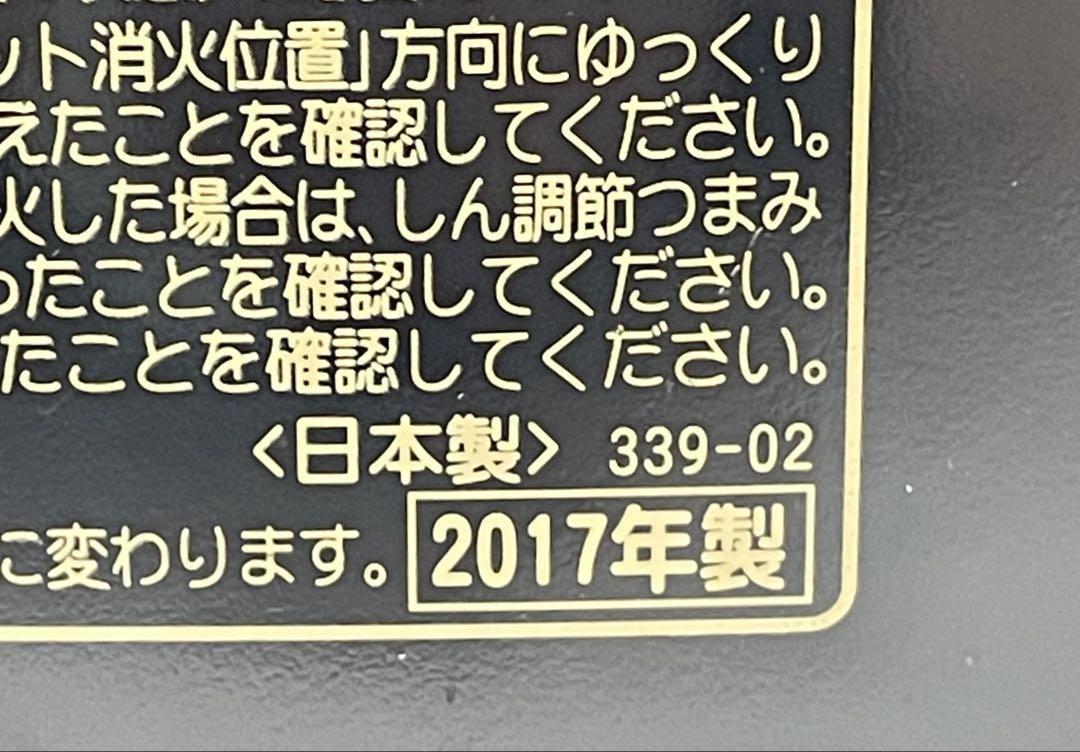 ット消火位置」方向にゆっくり
えたことを確認してください。
火した場合は、しん調節つまみ
ったことを確認してください。
たことを確認してください。
<日本製> 339-02
に変わります。 2017年製